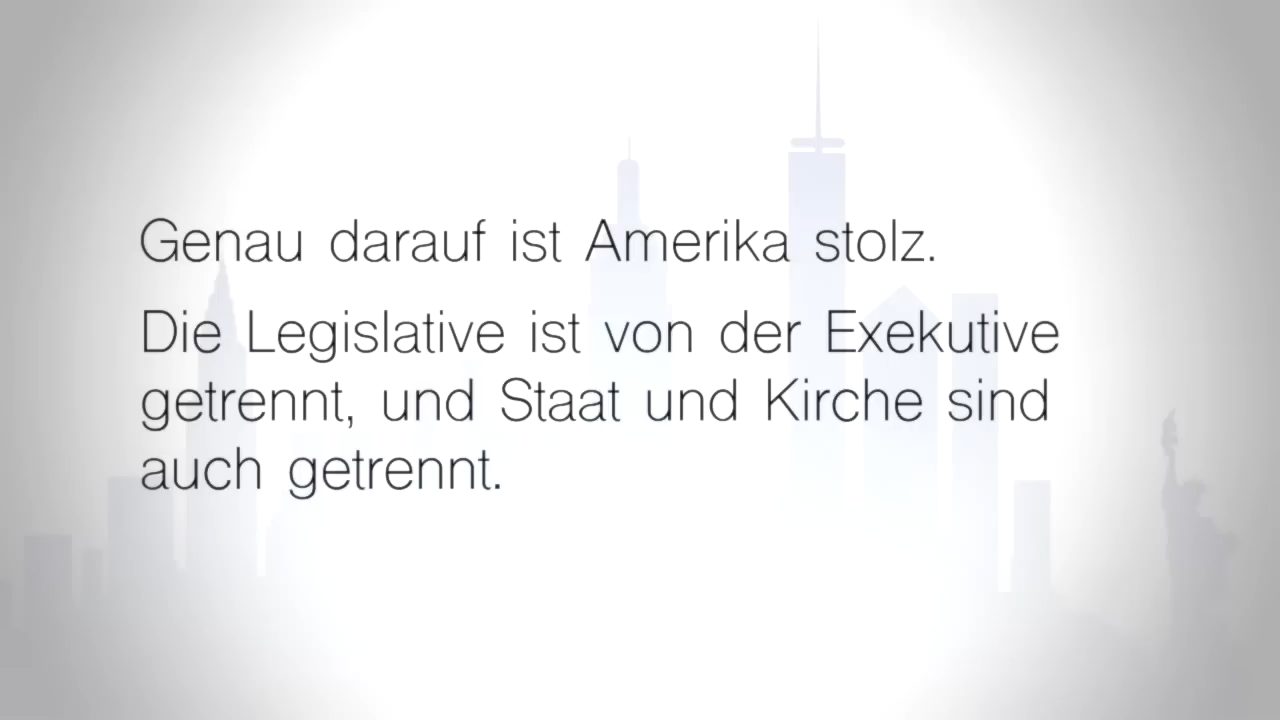 Genau darauf ist Amerika stolz.
Die Legislative ist von der Exekutive
getrennt, und Staat und Kirche sind
auch getrennt.